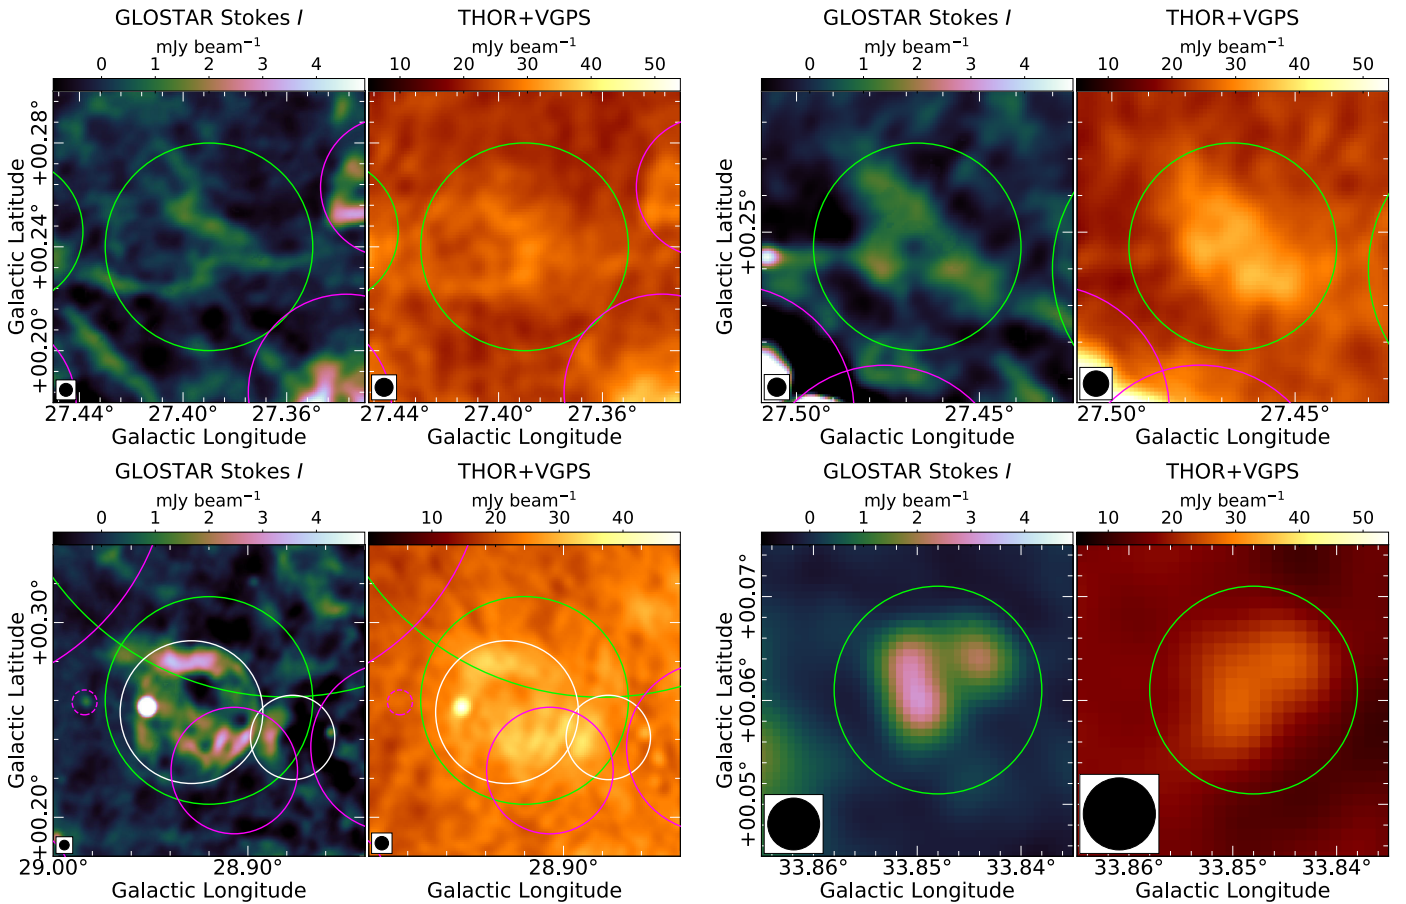 GLOSTAR Stokes I
THOR+VGPS
mJy beam⁻¹
mJy beam⁻¹
0 1 2 3 4
10 20 30 40 50
Galactic Latitude
+00.28°
+00.24°
+00.20°
27.44 27.40 27.36°
27.44 27.40 27.36°
Galactic Longitude
Galactic Longitude
GLOSTAR Stokes I
THOR+VGPS
mJy beam⁻¹
mJy beam⁻¹
0 1 2 3 4
10 20 30 40 50
Galactic Latitude
+00.25°
27.50 27.45°
27.50 27.45°
Galactic Longitude
Galactic Longitude
GLOSTAR Stokes I
THOR+VGPS
mJy beam⁻¹
mJy beam⁻¹
0 1 2 3 4
10 20 30 40
Galactic Latitude
+00.30°
+00.20°
29.00 28.90°
28.90°
Galactic Longitude
Galactic Longitude
GLOSTAR Stokes I
THOR+VGPS
mJy beam⁻¹
mJy beam⁻¹
0 1 2 3 4
10 20 30 40 50
Galactic Latitude
+00.07°
+00.06°
+00.05°
33.86° 33.85° 33.84°
33.86° 33.85° 33.84°
Galactic Longitude
Galactic Longitude